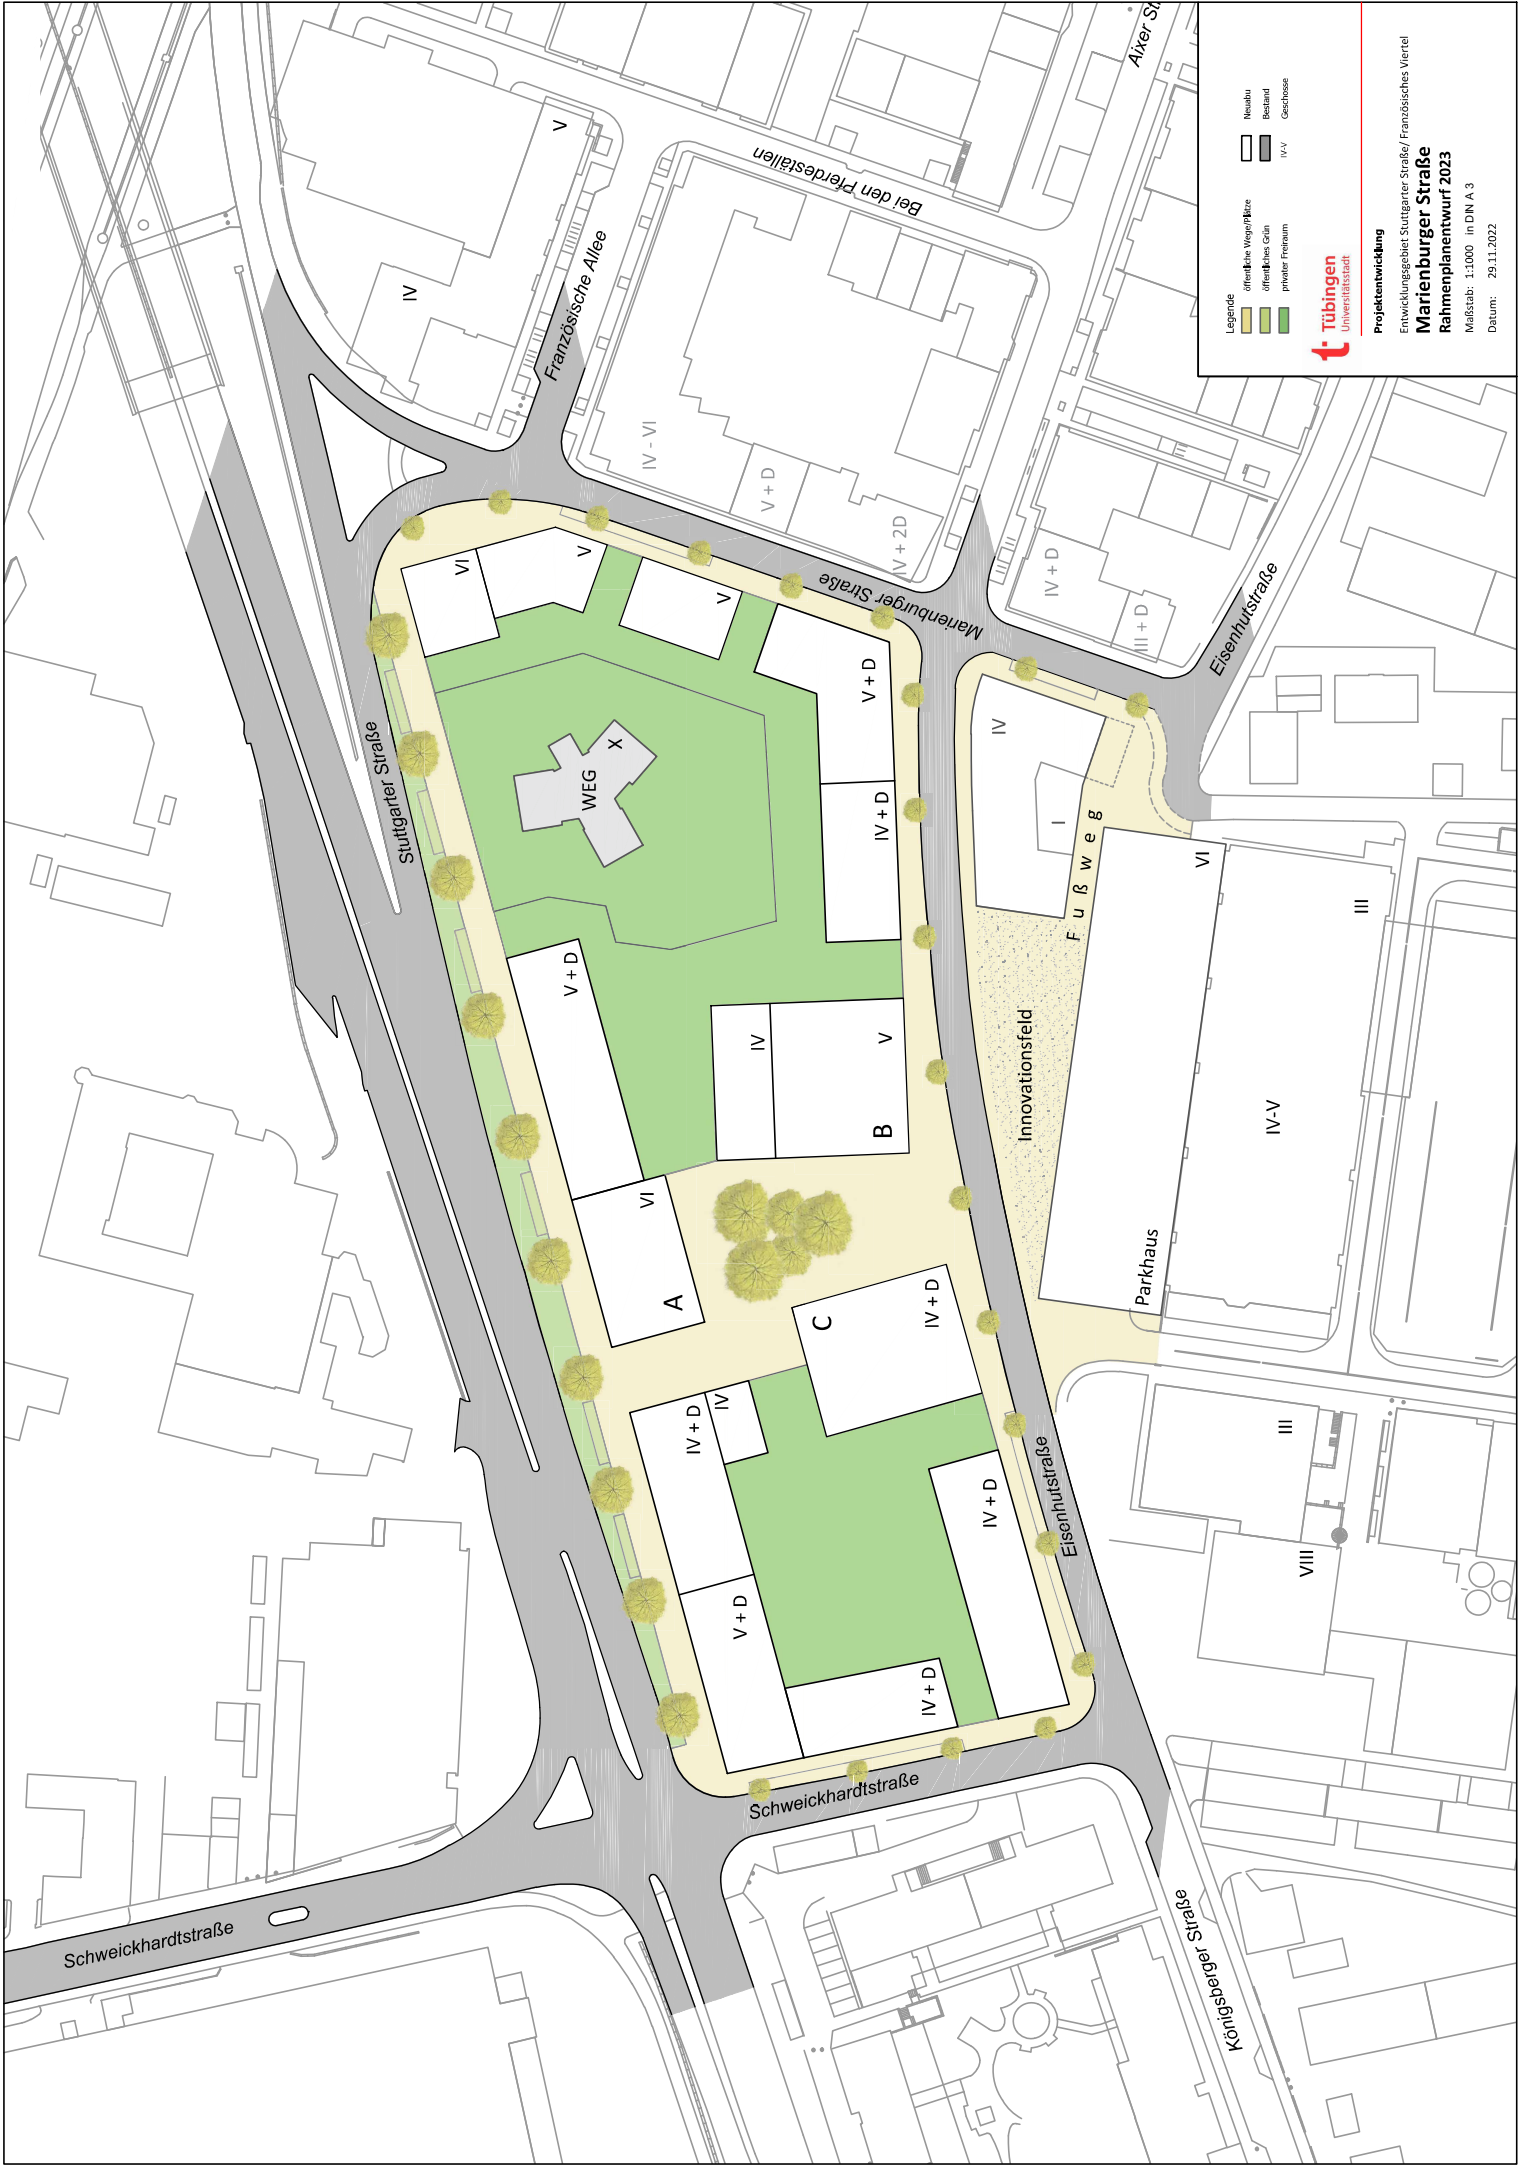 Legende
öffentliche Wege/Plätze
öffentliches Grün
privater Freiraum
Neuabu
Bestand
IV-V
Geschosse
t Tübingen
Universitätsstadt
Projektentwicklung
Entwicklungsgebiet Stuttgarter Straße/ Französisches Viertel
Marienburger Straße
Rahmenplanentwurf 2023
Maßstab: 1:1000 in DIN A 3
Datum: 29.11.2022
Schweickhardtstraße
Stuttgarter Straße
IV
V
Französische Allee
Bei den Pferdeställen
Aixer St
IV - VI
V + D
IV + 2D
IV + D
III + D
Marienburger Straße
Eisenhutstraße
VI
V
V
V + D
IV + D
WEG
X
V + D
VI
A
IV
V
B
C
IV + D
IV + D
IV
V + D
IV + D
IV + D
Schweickhardtstraße
Eisenhutstraße
Königsberger Straße
Innovationsfeld
Fußweg
IV
I
VI
Parkhaus
IV-V
III
III
VIII